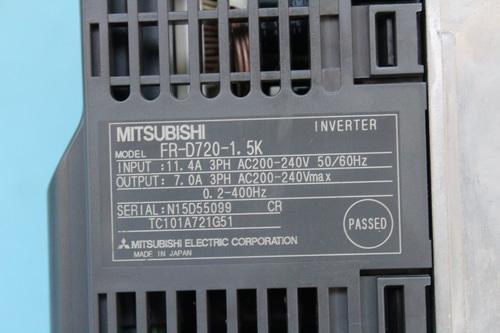 MITSUBISHI INVERTER
MODEL FR-D720-1.5K
INPUT : 11.4A 3PH AC200-240V 50/60Hz
OUTPUT: 7.0A 3PH AC200-240Vmax
0.2-400Hz
SERIAL: N15D55099 CR
TC101A721G51
PASSED
MITSUBISHI ELECTRIC CORPORATION
MADE IN JAPAN